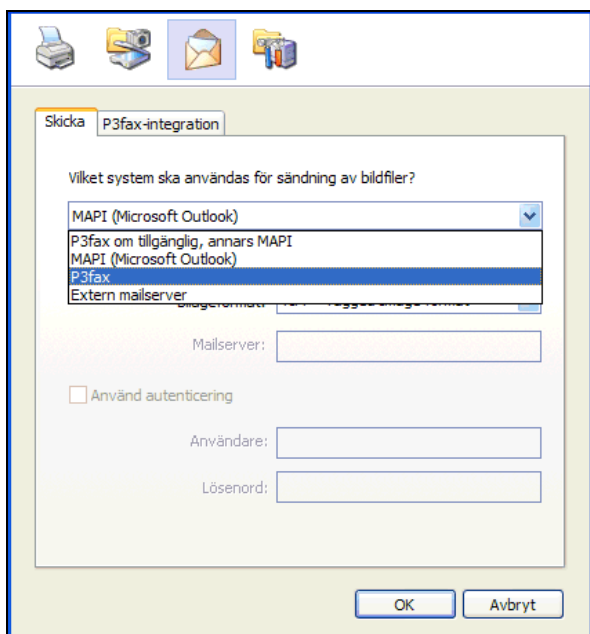 Skicka
P3fax-integration
Vilket system ska användas för sändning av bildfiler?
MAPI (Microsoft Outlook)
P3fax om tillgänglig, annars MAPI
MAPI (Microsoft Outlook)
P3fax
Extern mailserver
Mailserver:
Använd autenticering
Användare:
Lösenord:
OK
Avbryt